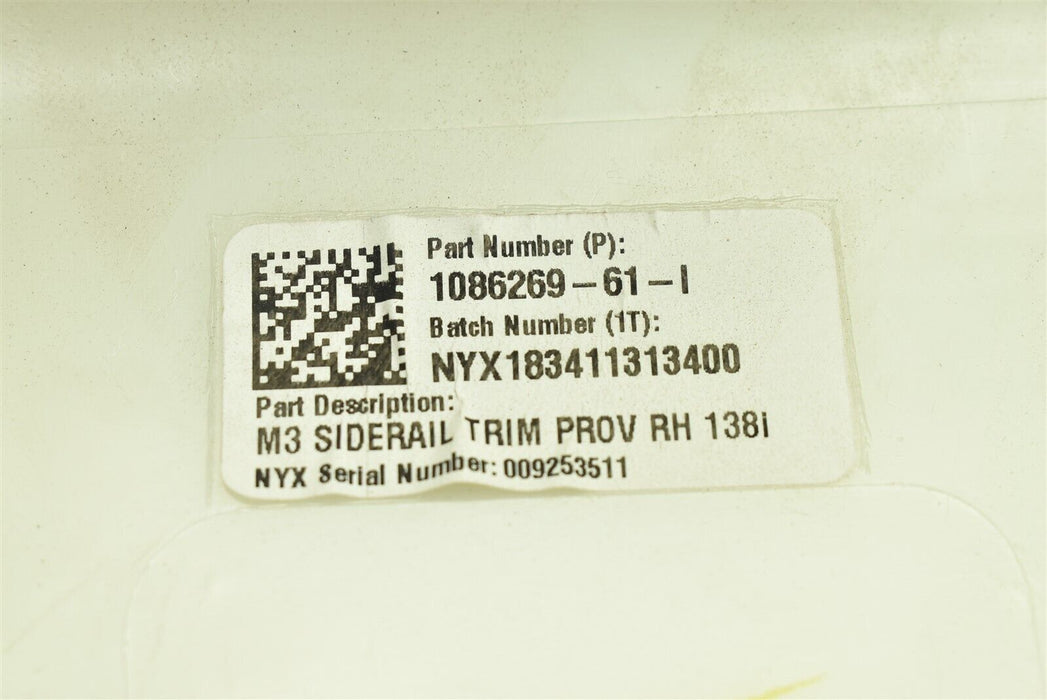 Part Number (P):
1086269-61-I
Batch Number (1T):
NYX183411313400
Part Description:
M3 SIDERAIL TRIM PROV RH 138i
NYX Serial Number: 009253511